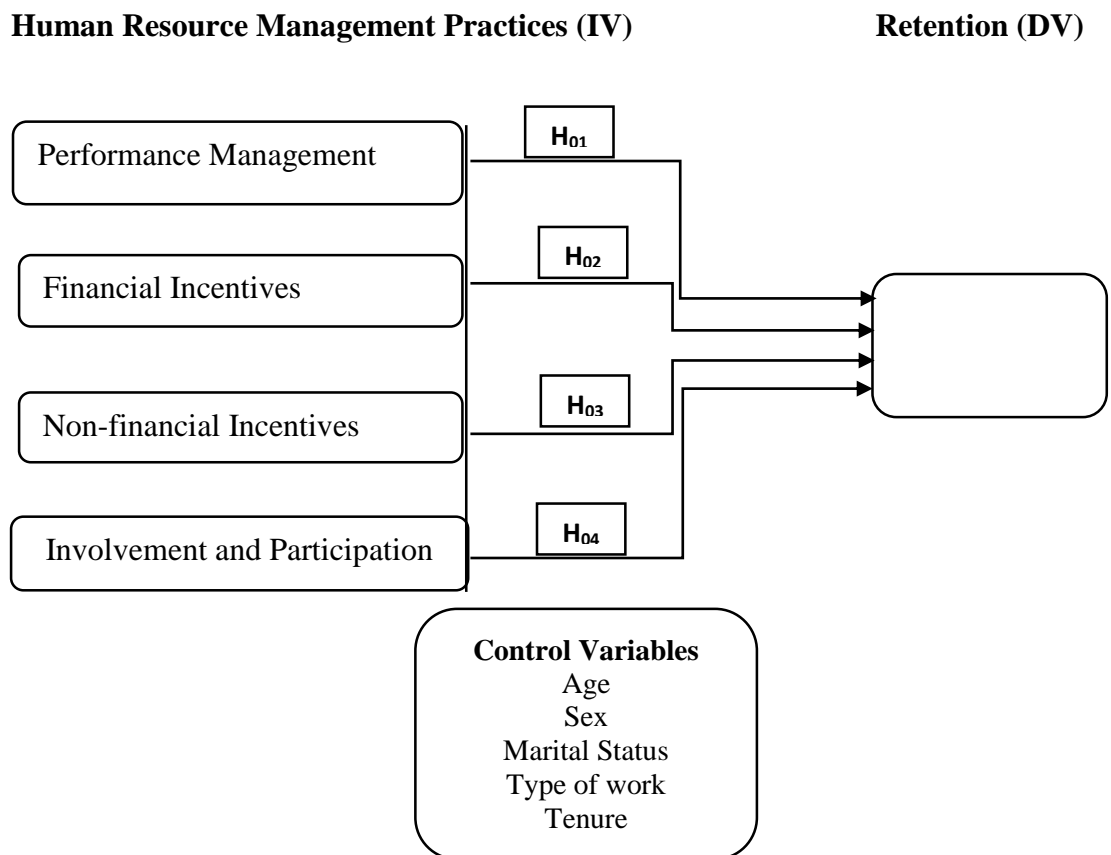 Human Resource Management Practices (IV) Retention (DV)
H01
Performance Management
H02
Financial Incentives
H03
Non-financial Incentives
H04
Involvement and Participation
Control Variables
Age
Sex
Marital Status
Type of work
Tenure